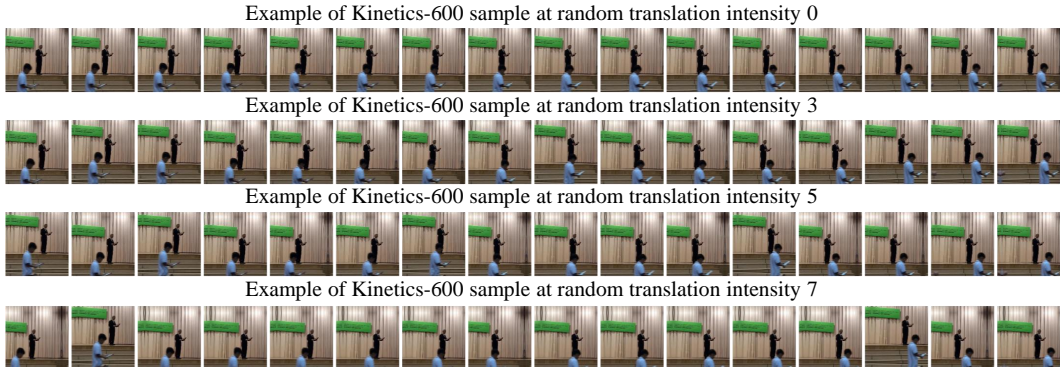 Example of Kinetics-600 sample at random translation intensity 0
Example of Kinetics-600 sample at random translation intensity 3
Example of Kinetics-600 sample at random translation intensity 5
Example of Kinetics-600 sample at random translation intensity 7